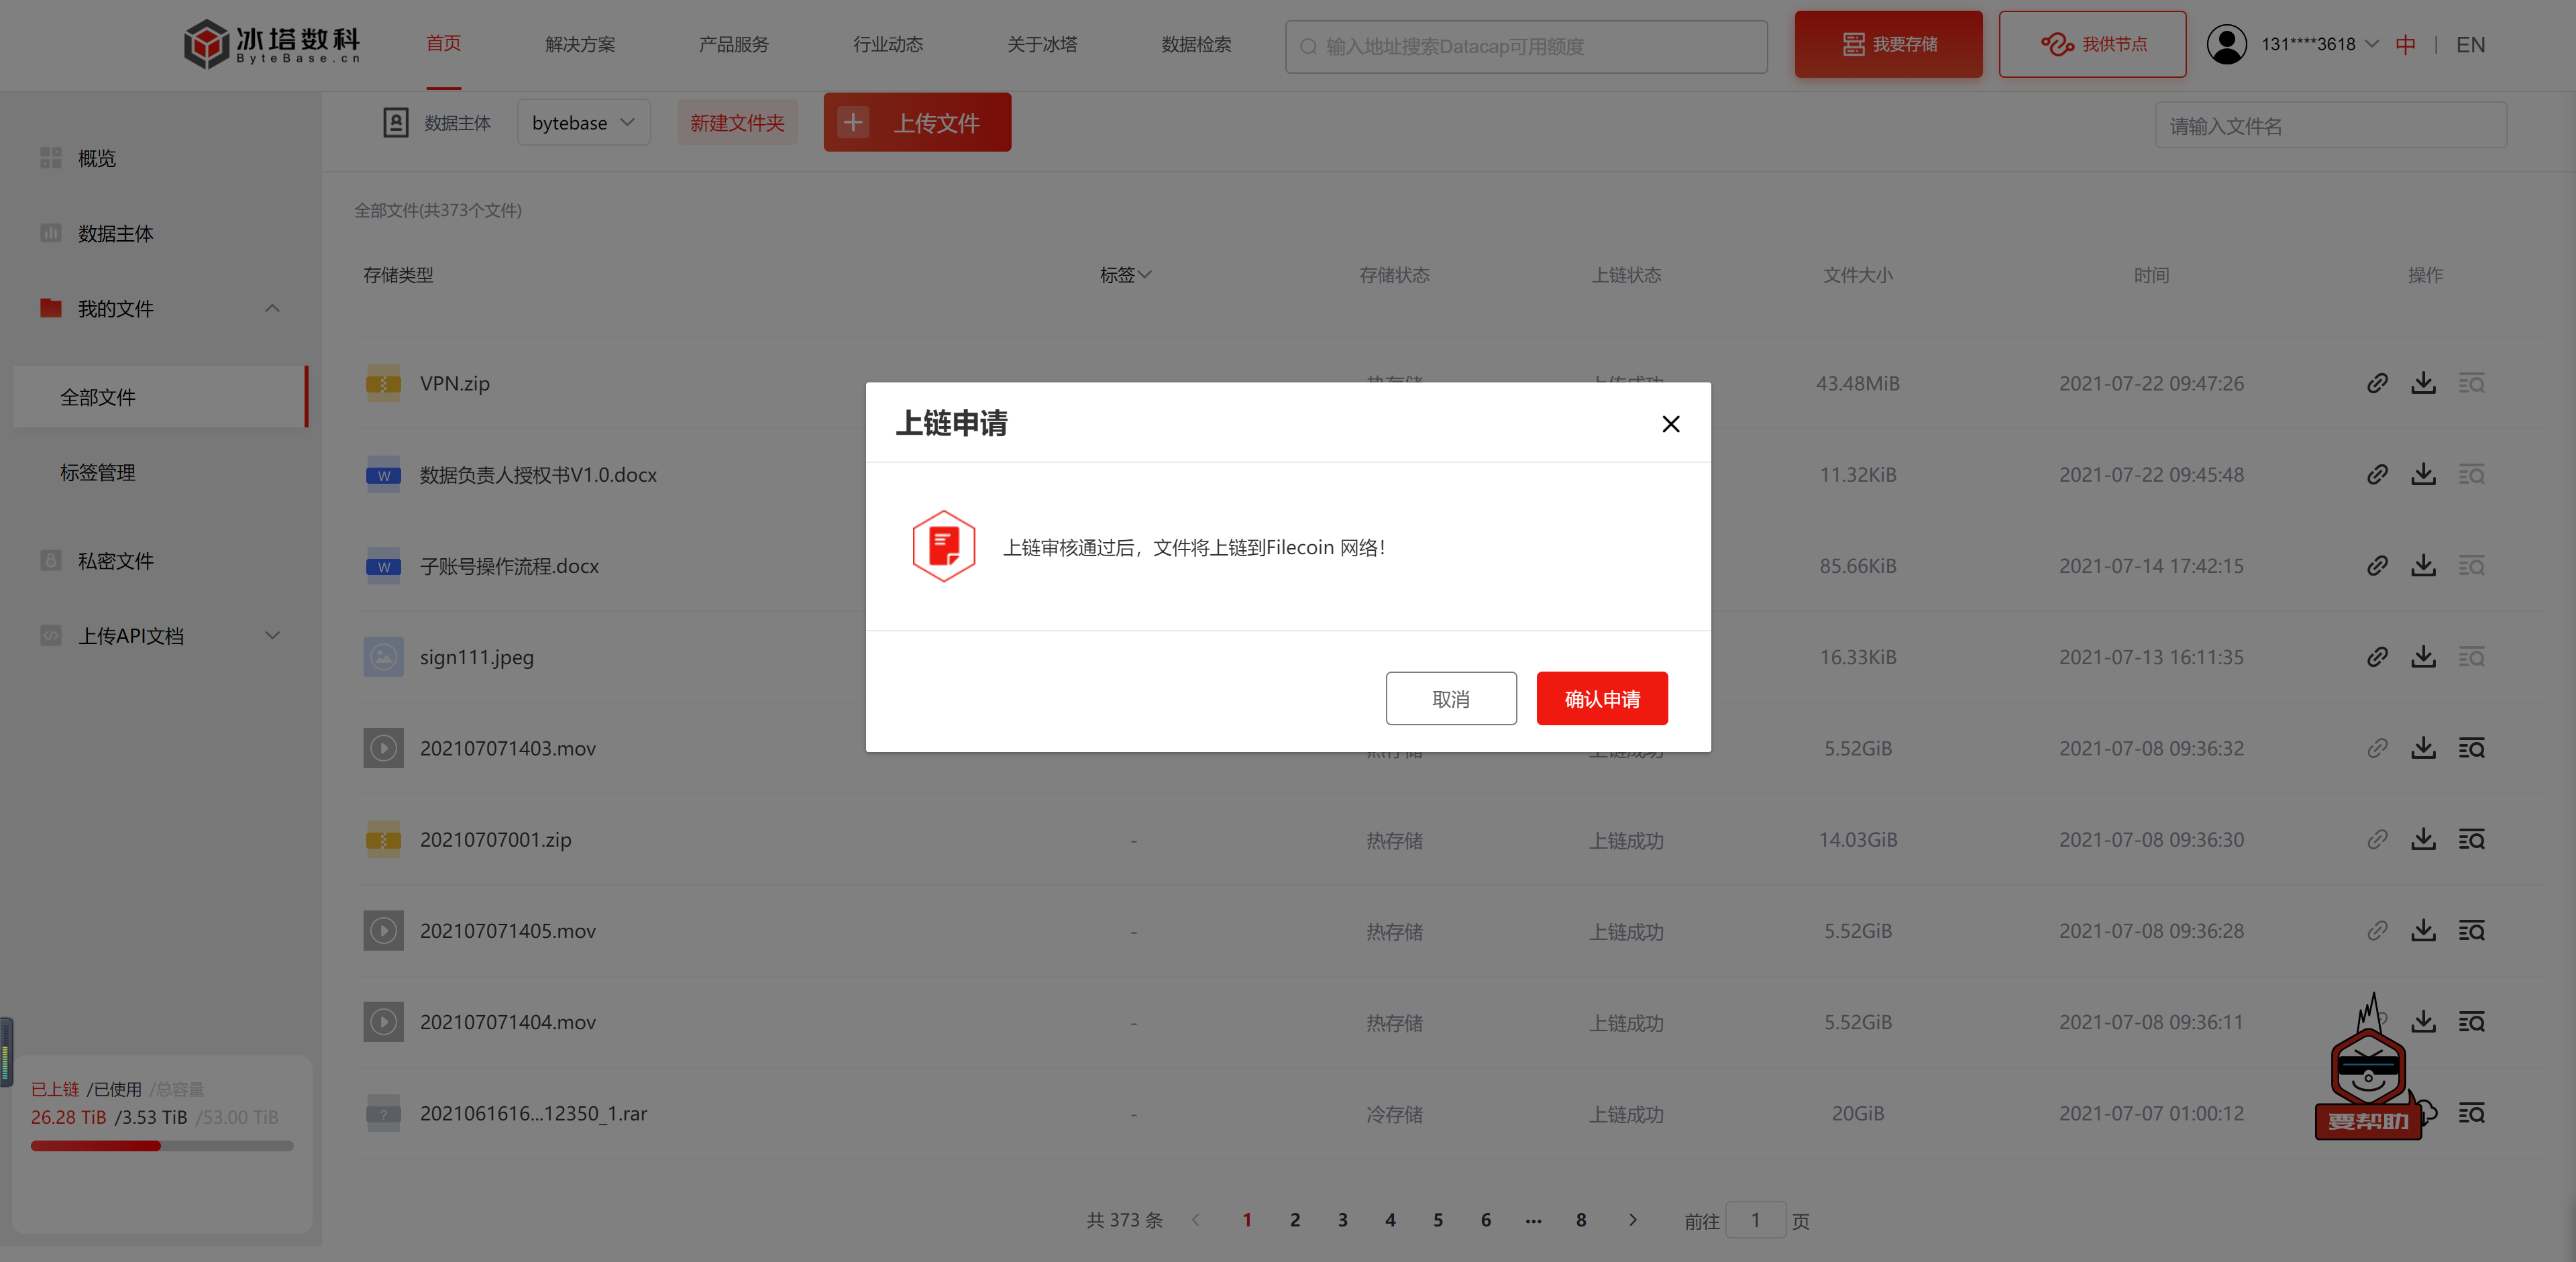 冰塔数科
ByteBase.cn
首页
解决方案
产品服务
行业动态
关于冰塔
数据检索
输入地址搜索Datacap可用额度
我要存储
我供节点
131****3618
中 | EN
概览
数据主体
我的文件
全部文件
标签管理
私密文件
上传API文档
已上链 /已使用 /总容量
26.28 TiB /3.53 TiB /53.00 TiB
数据主体
bytebase
新建文件夹
上传文件
请输入文件名
全部文件(共373个文件)
存储类型 标签 存储状态 上链状态 文件大小 时间 操作
VPN.zip 43.48MiB 2021-07-22 09:47:26
数据负责人授权书V1.0.docx 11.32KiB 2021-07-22 09:45:48
子账号操作流程.docx 85.66KiB 2021-07-14 17:42:15
sign111.jpeg 16.33KiB 2021-07-13 16:11:35
202107071403.mov 5.52GiB 2021-07-08 09:36:32
20210707001.zip - 热存储 上链成功 14.03GiB 2021-07-08 09:36:30
202107071405.mov - 热存储 上链成功 5.52GiB 2021-07-08 09:36:28
202107071404.mov - 热存储 上链成功 5.52GiB 2021-07-08 09:36:11
2021061616...12350_1.rar - 冷存储 上链成功 20GiB 2021-07-07 01:00:12
上链申请
上链审核通过后，文件将上链到Filecoin 网络！
取消
确认申请
要帮助
共 373 条 1 2 3 4 5 6 ... 8 前往 1 页